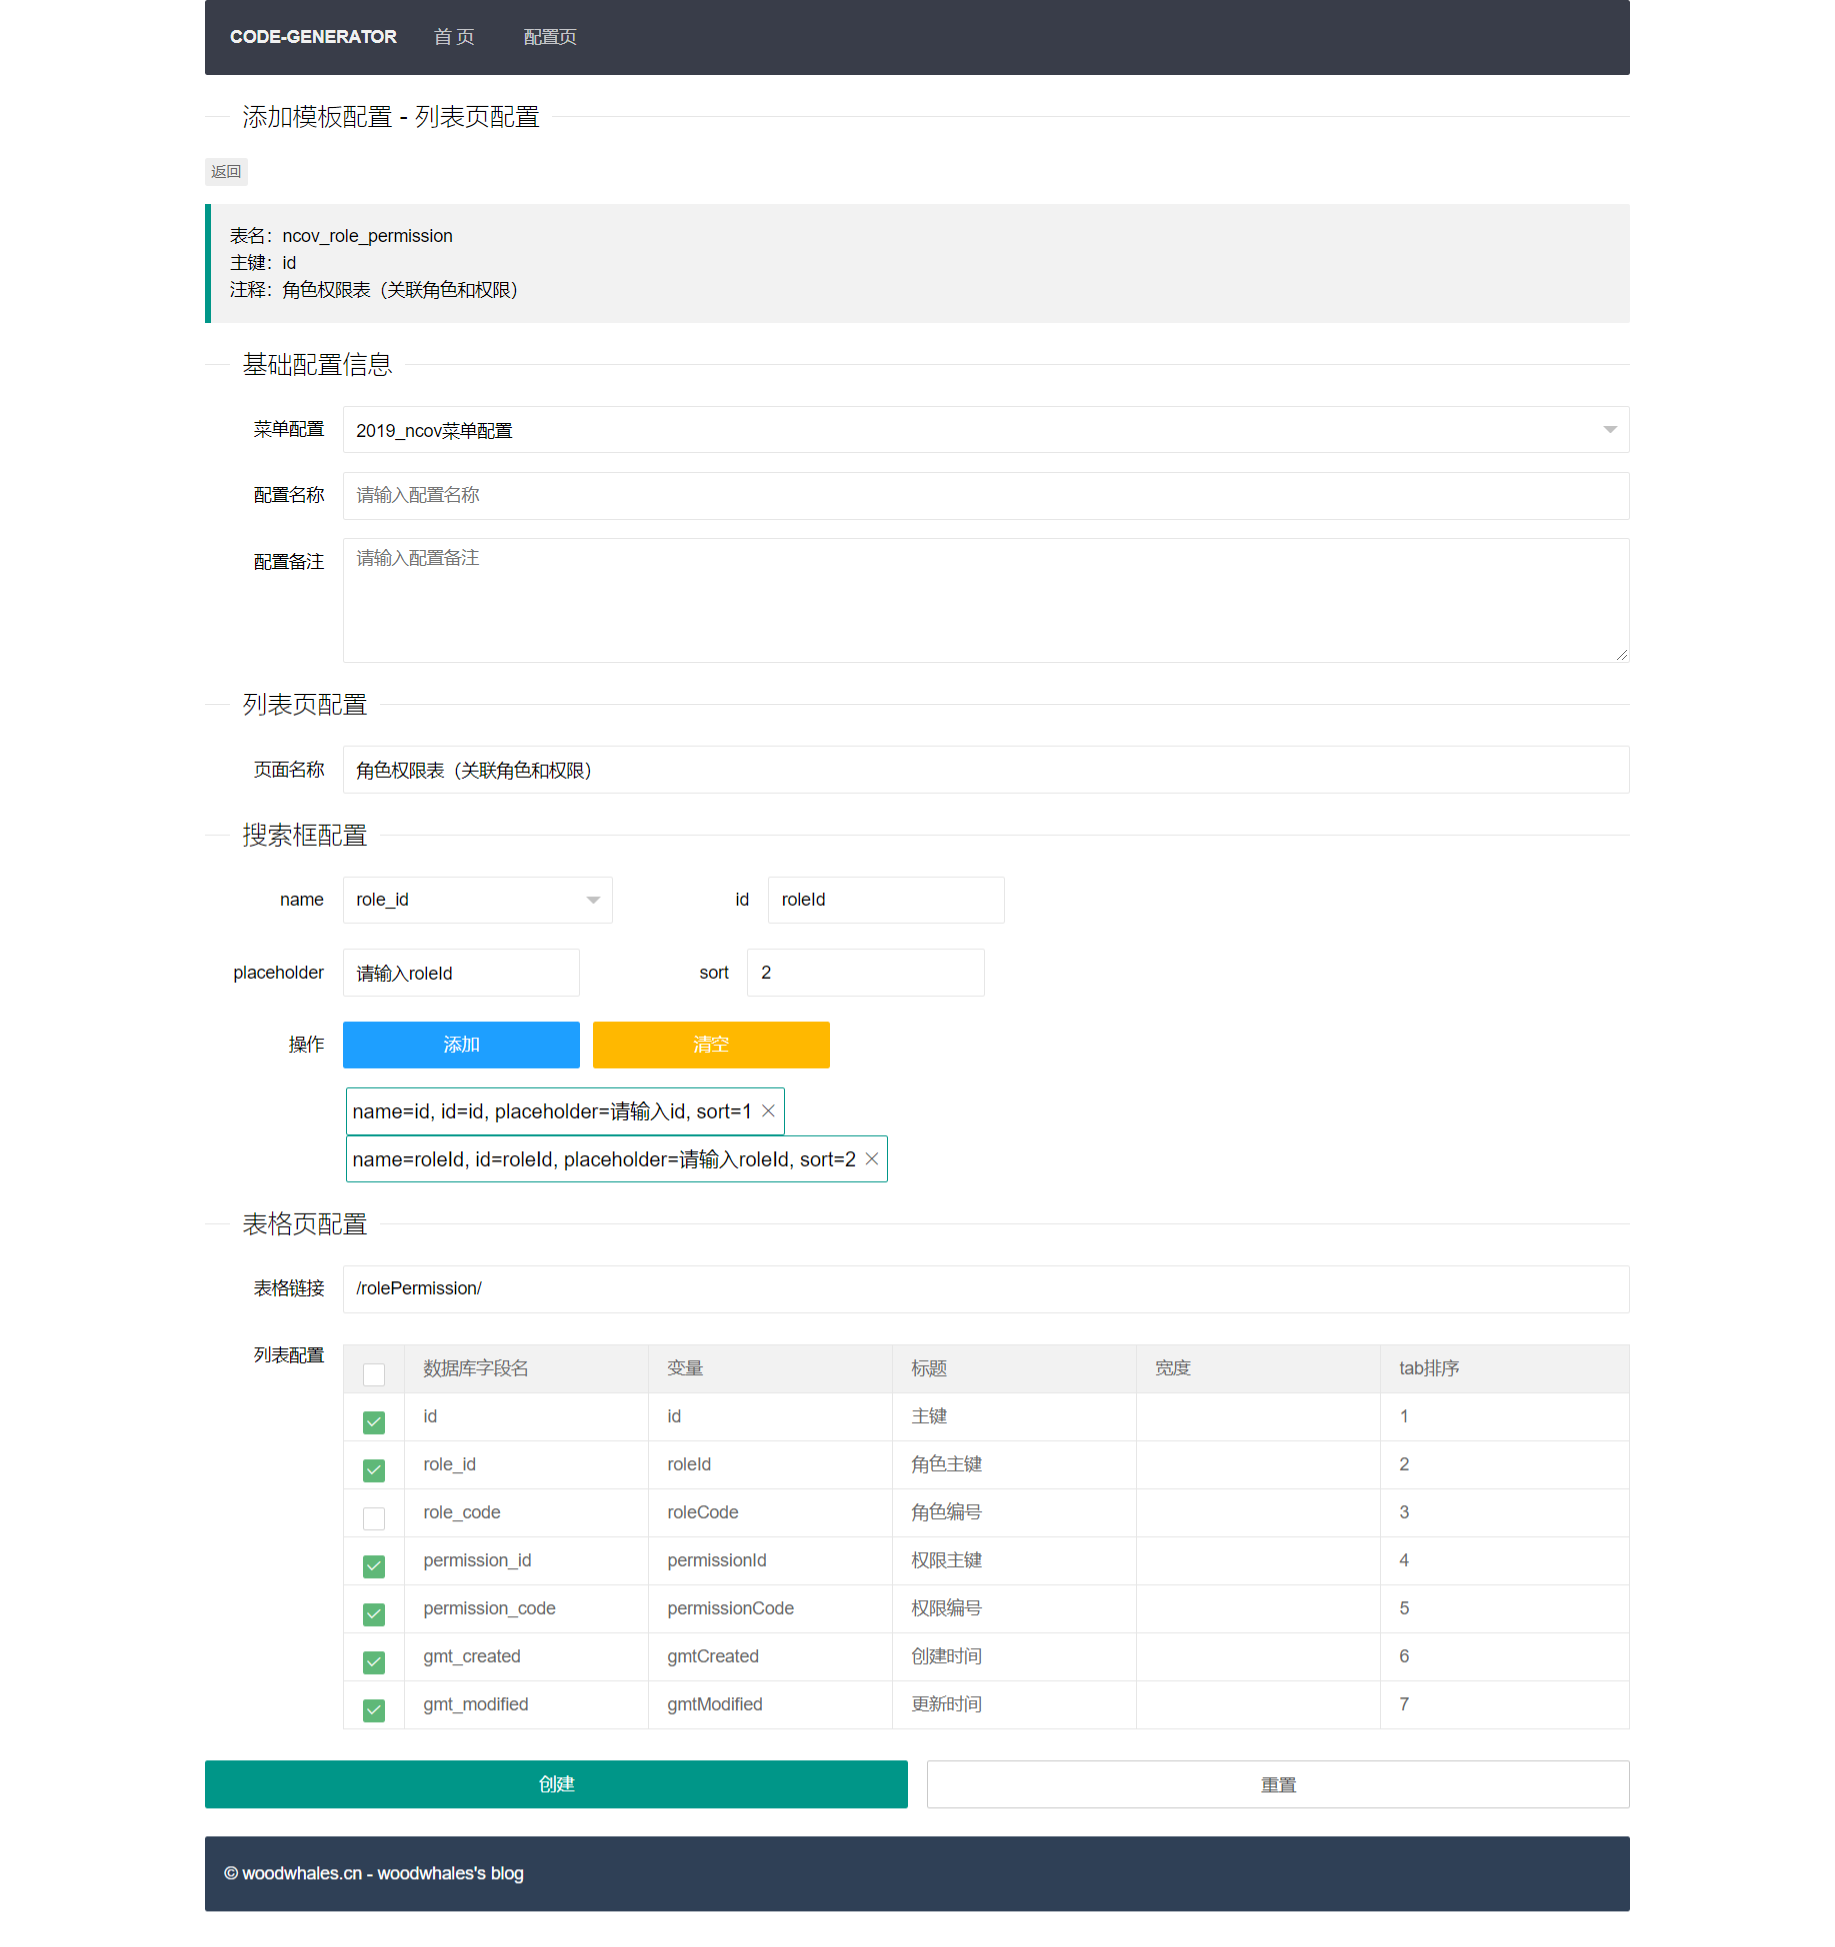 CODE-GENERATOR 首 页 配置页
添加模板配置 - 列表页配置
返回
表名：ncov_role_permission
主键：id
注释：角色权限表（关联角色和权限）
基础配置信息
菜单配置 2019_ncov菜单配置
配置名称 请输入配置名称
配置备注 请输入配置备注
列表页配置
页面名称 角色权限表（关联角色和权限）
搜索框配置
name role_id id roleId
placeholder 请输入roleId sort 2
操作 添加 清空
name=id, id=id, placeholder=请输入id, sort=1
name=roleId, id=roleId, placeholder=请输入roleId, sort=2
表格页配置
表格链接 /rolePermission/
列表配置 数据库字段名 变量 标题 宽度 tab排序
id id 主键 1
role_id roleId 角色主键 2
role_code roleCode 角色编号 3
permission_id permissionId 权限主键 4
permission_code permissionCode 权限编号 5
gmt_created gmtCreated 创建时间 6
gmt_modified gmtModified 更新时间 7
创建 重置
© woodwhales.cn - woodwhales's blog